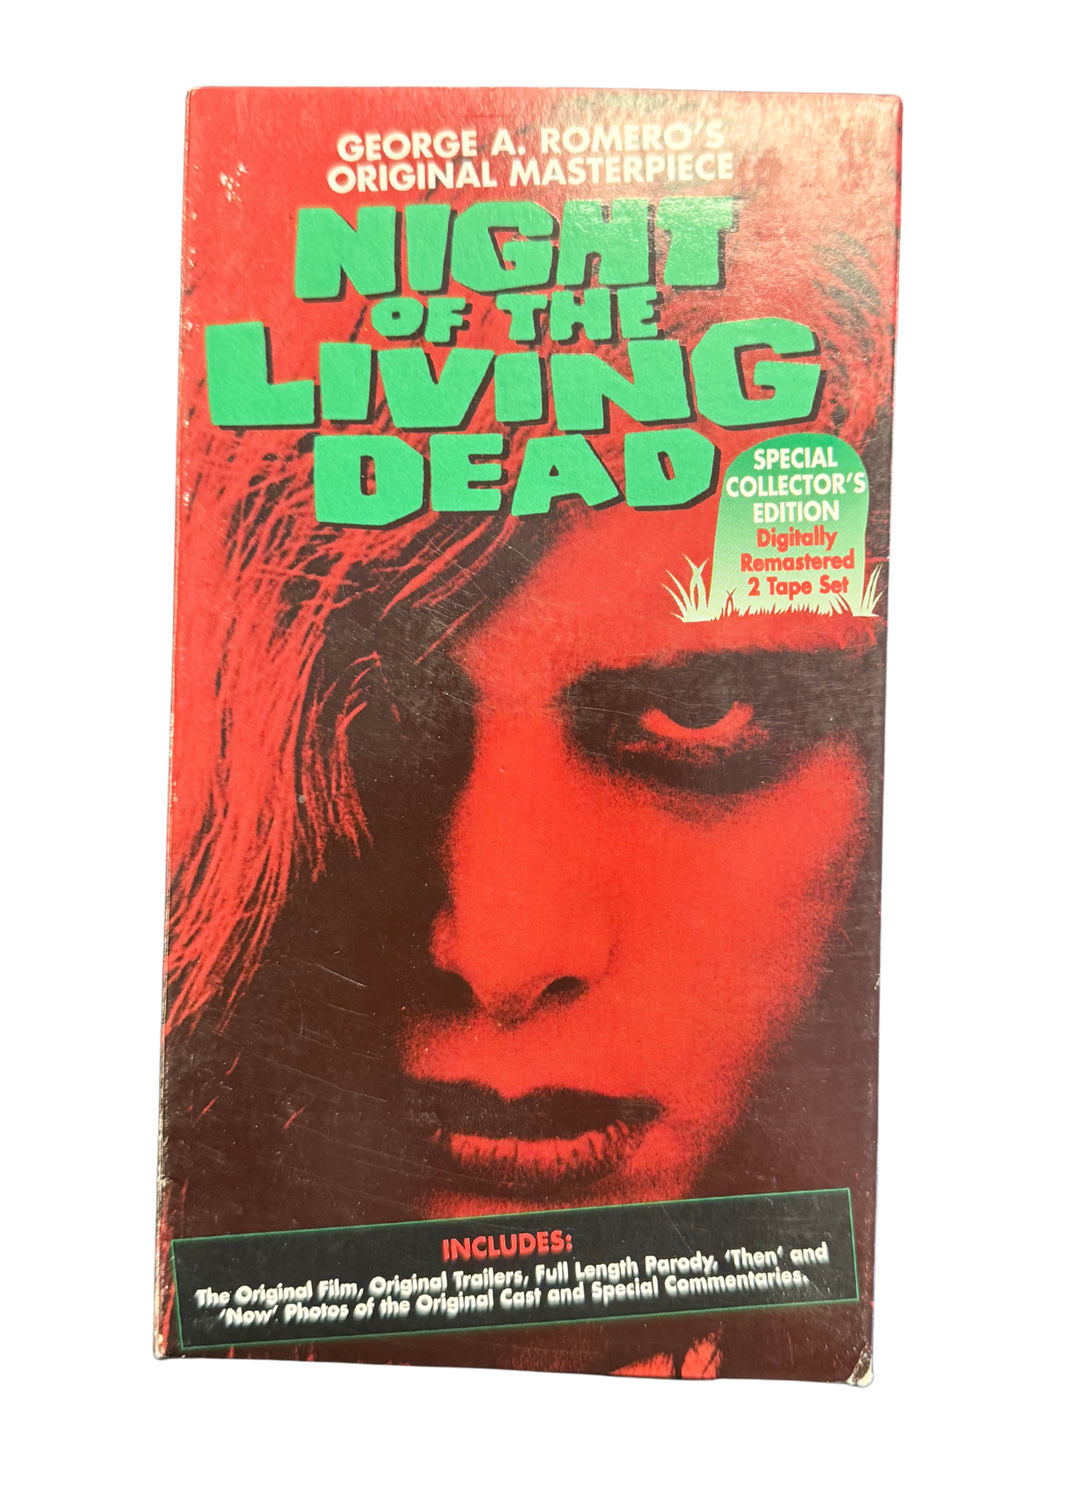 GEORGE A. ROMERO'S
ORIGINAL MASTERPIECE
NIGHT
OF THE
LIVING
DEAD
SPECIAL
COLLECTOR'S
EDITION
Digitally
Remastered
2 Tape Set
INCLUDES:
The Original Film, Original Trailers, Full Length Parody, 'Then' and
'Now' Photos of the Original Cast and Special Commentaries.